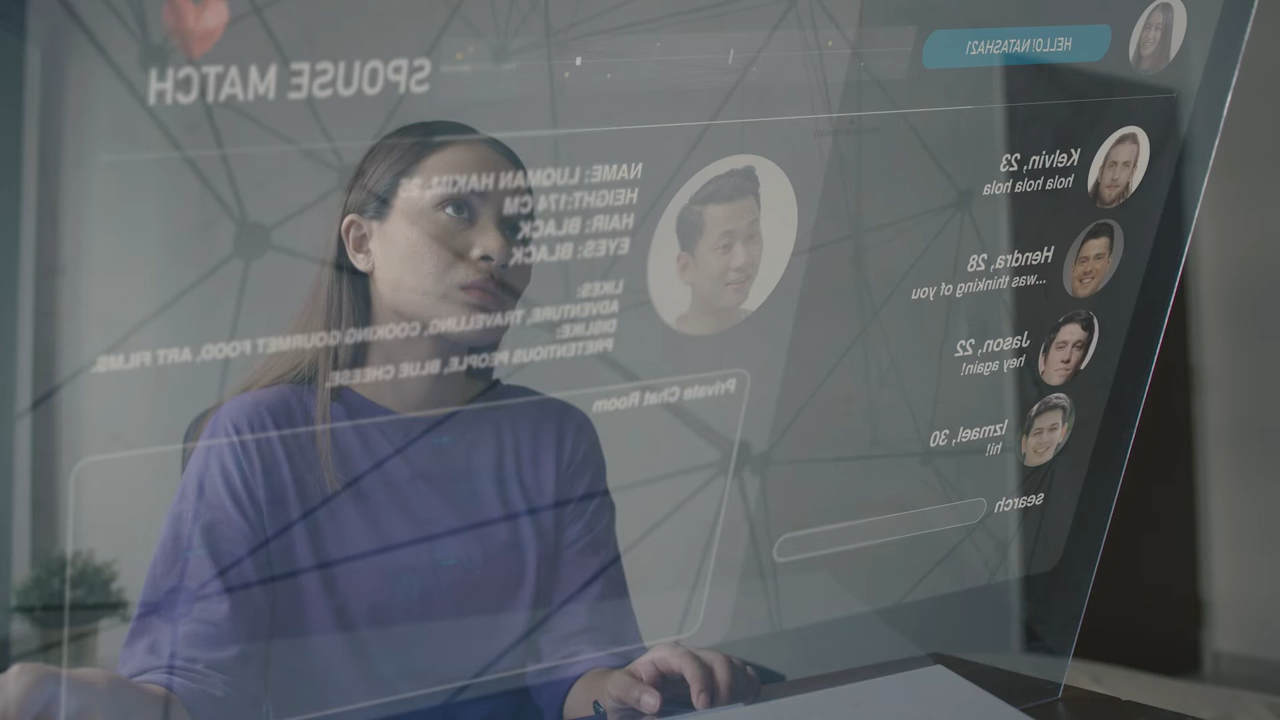 SPOUSE MATCH
HELLO! NATASHA21
NAME: LUQMAN HAKIM, 24
HEIGHT:174 CM
HAIR: BLACK
EYES: BLACK
LIKES:
ADVENTURE, TRAVELLING, COOKING, GOURMET FOOD, ART FILMS.
DISLIKE:
PRETENTIOUS PEOPLE, BLUE CHEESE.
Private Chat Room
Kelvin, 23
hola hola hola
Hendra, 28
...was thinking of you
Jason, 22
hey again!
Izmael, 30
hi!
search